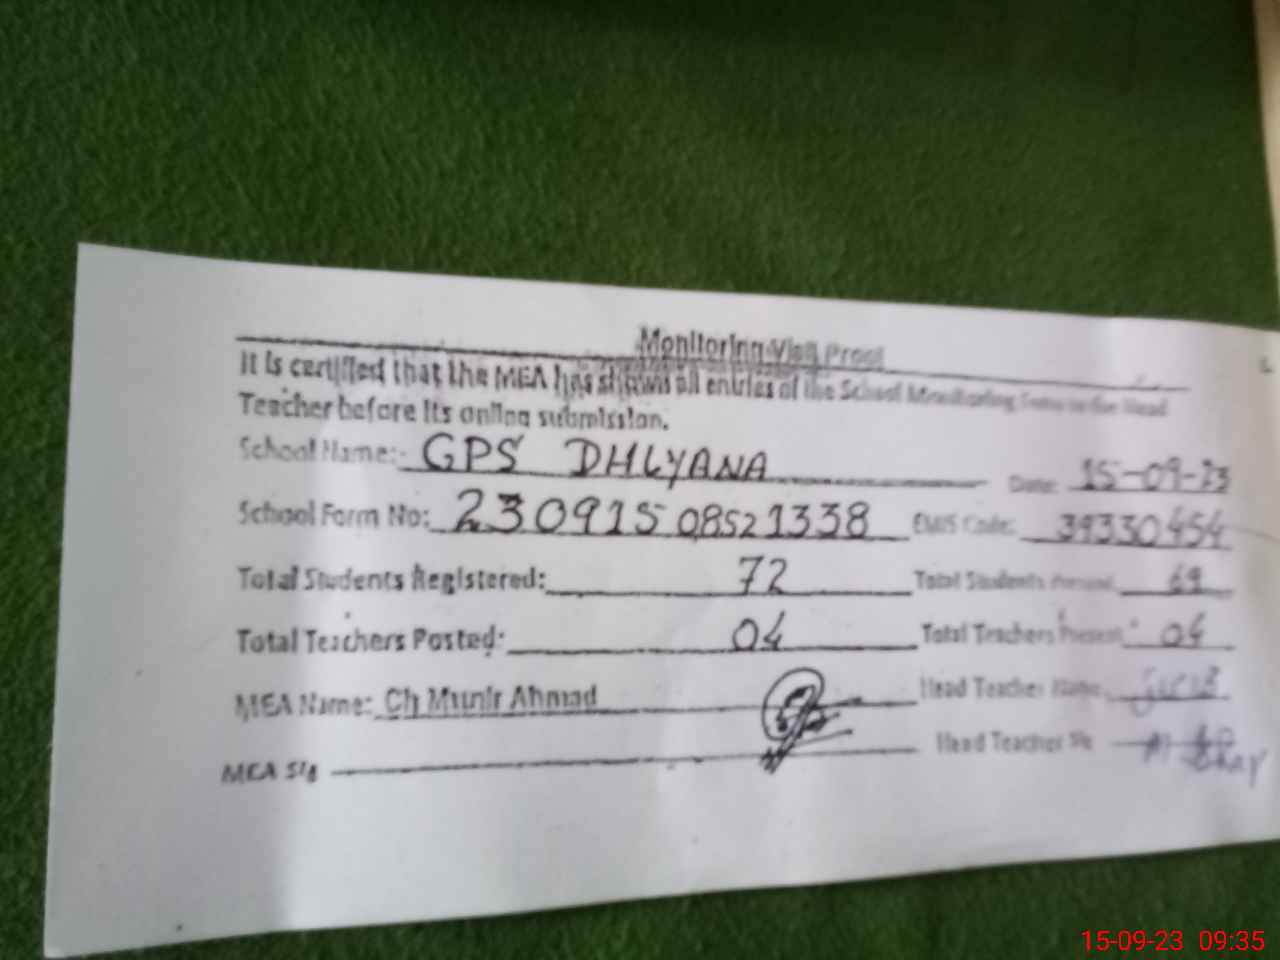 Monitoring Visit Proof
It is certified that the MEA has shown all entries of the School Monitoring Form to the Head
Teacher before its online submission.
School Name:- GPS DHLYANA Date: 15-09-23
School Form No: 230915 08521338 EMIS Code: 39330454
Total Students Registered: 72 Total Students Present 69
Total Teachers Posted: 04 Total Teachers Present 04
MEA Name: Ch Munir Ahmad Head Teacher Name
MEA Sig Head Teacher Sig
15-09-23 09:35